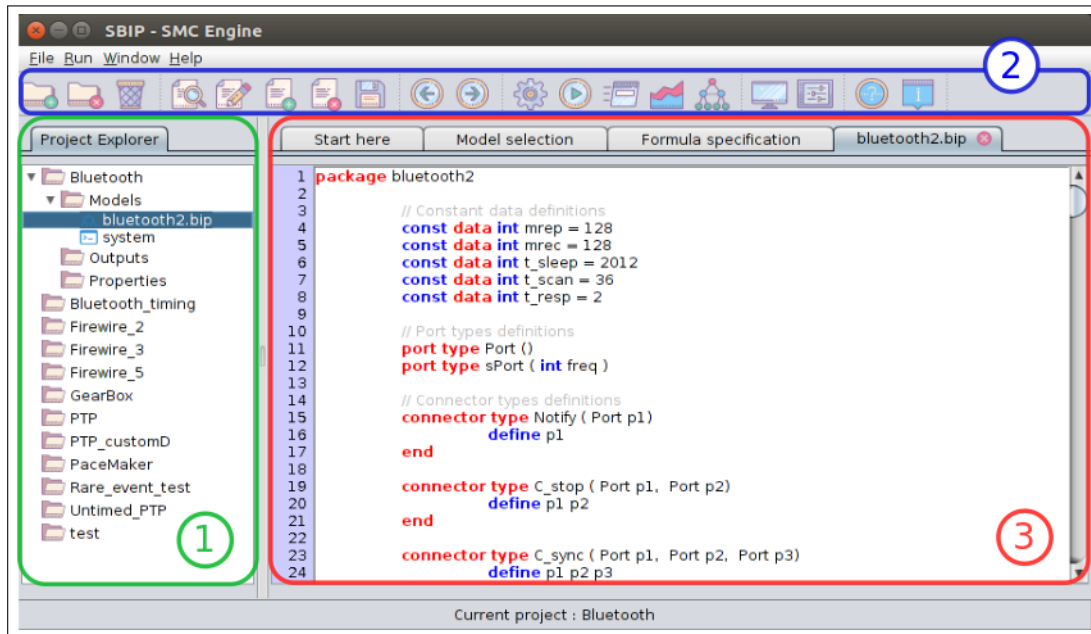 SBIP - SMC Engine
File Run Window Help
2
Project Explorer
Start here
Model selection
Formula specification
bluetooth2.bip
Bluetooth
Models
bluetooth2.bip
system
Outputs
Properties
Bluetooth_timing
Firewire_2
Firewire_3
Firewire_5
GearBox
PTP
PTP_customD
PaceMaker
Rare_event_test
Untimed_PTP
test
1
1 package bluetooth2
2
3 // Constant data definitions
4 const data int mrep = 128
5 const data int mrec = 128
6 const data int t_sleep = 2012
7 const data int t_scan = 36
8 const data int t_resp = 2
9
10 // Port types definitions
11 port type Port ()
12 port type sPort ( int freq )
13
14 // Connector types definitions
15 connector type Notify ( Port p1)
16 define p1
17 end
18
19 connector type C_stop ( Port p1, Port p2)
20 define p1 p2
21 end
22
23 connector type C_sync ( Port p1, Port p2, Port p3)
24 define p1 p2 p3
3
Current project : Bluetooth